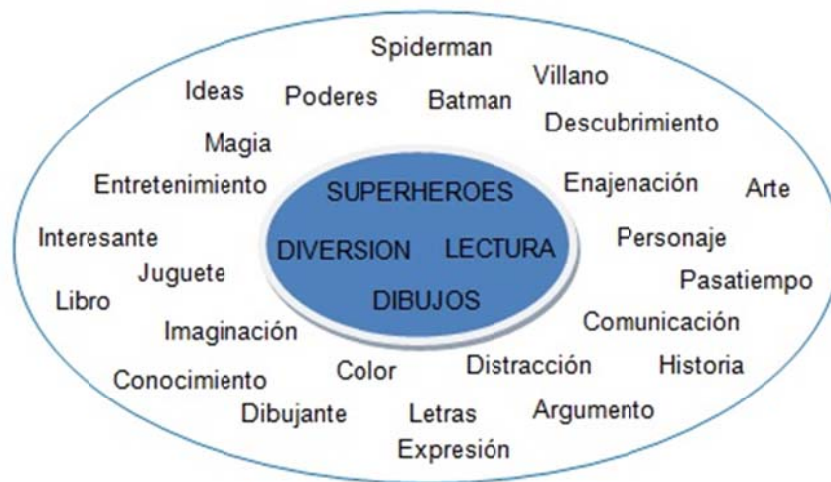 Spiderman
Villano
Ideas
Poderes
Batman
Descubrimiento
Magia
Entretenimiento
SUPERHEROES
Enajenación
Arte
Interesante
DIVERSION
LECTURA
Personaje
Juguete
Pasatiempo
Libro
DIBUJOS
Comunicación
Imaginación
Conocimiento
Color
Distracción
Historia
Dibujante
Letras
Argumento
Expresión